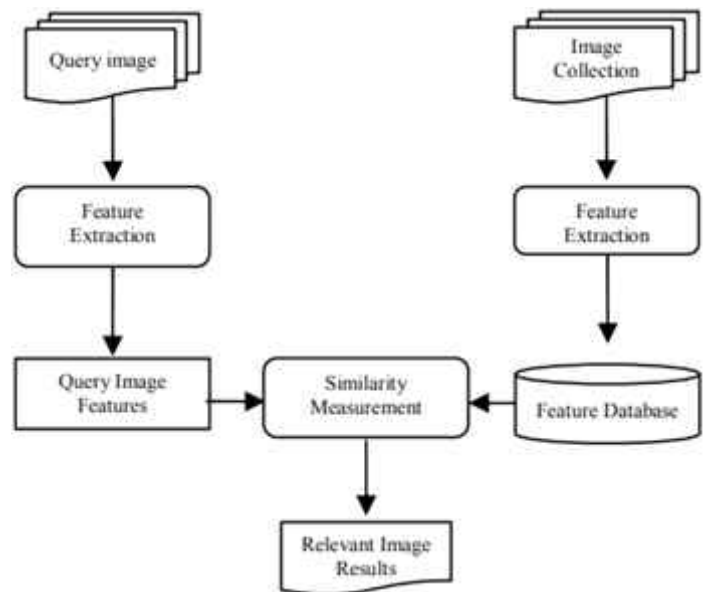 Query image
Image
Collection
Feature
Extraction
Feature
Extraction
Query Image
Features
Similarity
Measurement
Feature Database
Relevant Image
Results